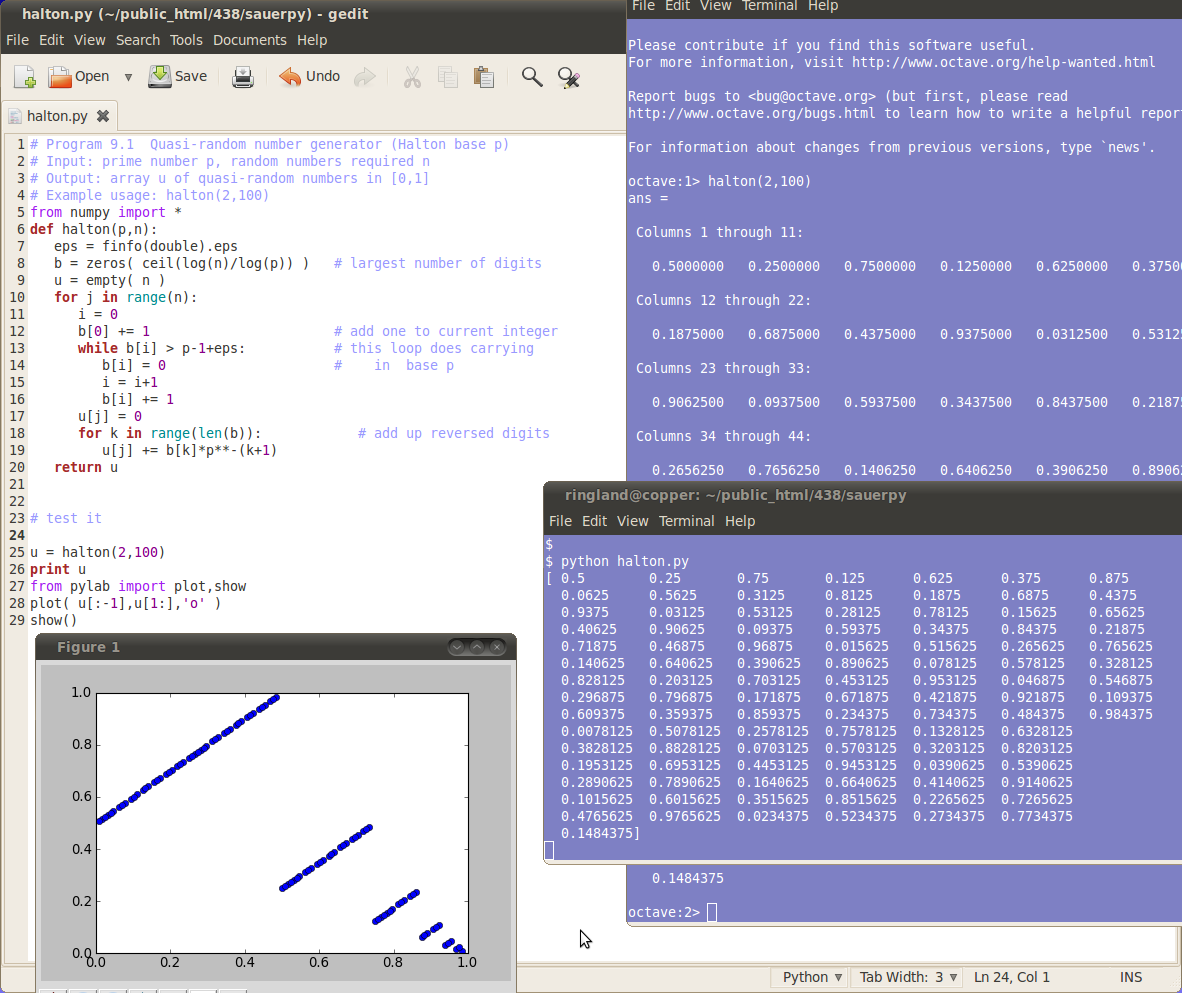 halton.py (~/public_html/438/sauerpy) - gedit
File Edit View Search Tools Documents Help
Open Save Undo
halton.py
1 # Program 9.1  Quasi-random number generator (Halton base p)
2 # Input: prime number p, random numbers required n
3 # Output: array u of quasi-random numbers in [0,1]
4 # Example usage: halton(2,100)
5 from numpy import *
6 def halton(p,n):
7    eps = finfo(double).eps
8    b = zeros( ceil(log(n)/log(p)) )   # largest number of digits
9    u = empty( n )
10    for j in range(n):
11       i = 0
12       b[0] += 1                       # add one to current integer
13       while b[i] > p-1+eps:           # this loop does carrying
14          b[i] = 0                     #    in  base p
15          i = i+1
16          b[i] += 1
17       u[j] = 0
18       for k in range(len(b)):            # add up reversed digits
19          u[j] += b[k]*p**-(k+1)
20    return u
21
22
23 # test it
24
25 u = halton(2,100)
26 print u
27 from pylab import plot,show
28 plot( u[:-1],u[1:],'o' )
29 show()
File Edit View Terminal Help
Please contribute if you find this software useful.
For more information, visit http://www.octave.org/help-wanted.html
Report bugs to <bug@octave.org> (but first, please read
http://www.octave.org/bugs.html to learn how to write a helpful repor
For information about changes from previous versions, type `news'.
octave:1> halton(2,100)
ans =
Columns 1 through 11:
0.5000000   0.2500000   0.7500000   0.1250000   0.6250000   0.3750
Columns 12 through 22:
0.1875000   0.6875000   0.4375000   0.9375000   0.0312500   0.5312
Columns 23 through 33:
0.9062500   0.0937500   0.5937500   0.3437500   0.8437500   0.2187
Columns 34 through 44:
0.2656250   0.7656250   0.1406250   0.6406250   0.3906250   0.8906
ringland@copper: ~/public_html/438/sauerpy
File Edit View Terminal Help
$
$ python halton.py
[ 0.5        0.25       0.75       0.125      0.625      0.375      0.875
0.0625     0.5625     0.3125     0.8125     0.1875     0.6875     0.4375
0.9375     0.03125    0.53125    0.28125    0.78125    0.15625    0.65625
0.40625    0.90625    0.09375    0.59375    0.34375    0.84375    0.21875
0.71875    0.46875    0.96875    0.015625   0.515625   0.265625   0.765625
0.140625   0.640625   0.390625   0.890625   0.078125   0.578125   0.328125
0.828125   0.203125   0.703125   0.453125   0.953125   0.046875   0.546875
0.296875   0.796875   0.171875   0.671875   0.421875   0.921875   0.109375
0.609375   0.359375   0.859375   0.234375   0.734375   0.484375   0.984375
0.0078125  0.5078125  0.2578125  0.7578125  0.1328125  0.6328125
0.3828125  0.8828125  0.0703125  0.5703125  0.3203125  0.8203125
0.1953125  0.6953125  0.4453125  0.9453125  0.0390625  0.5390625
0.2890625  0.7890625  0.1640625  0.6640625  0.4140625  0.9140625
0.1015625  0.6015625  0.3515625  0.8515625  0.2265625  0.7265625
0.4765625  0.9765625  0.0234375  0.5234375  0.2734375  0.7734375
0.1484375]
0.1484375
octave:2>
Figure 1
1.0
0.8
0.6
0.4
0.2
0.0
0.0 0.2 0.4 0.6 0.8 1.0
Python Tab Width: 3 Ln 24, Col 1 INS